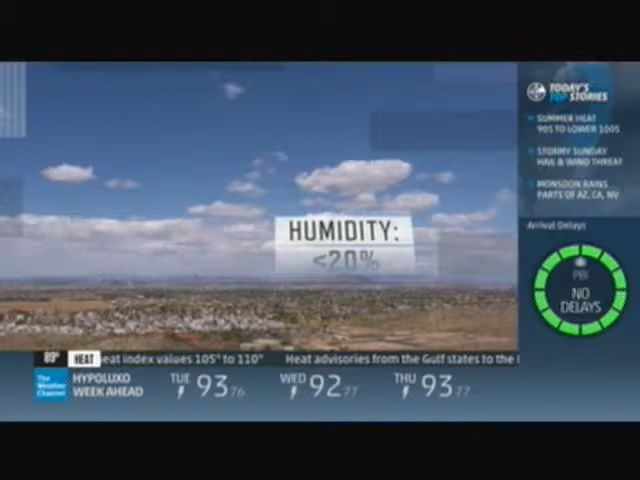 TODAY'S
TOP STORIES
SUMMER HEAT
90S TO LOWER 100S
STORMY SUNDAY
HAIL & WIND THREAT
MONSOON RAINS
PARTS OF AZ, CA, NV
HUMIDITY:
<20%
Arrival Delays
PBI
NO
DELAYS
89°
HEAT
eat index values 105° to 110° Heat advisories from the Gulf states to the
The Weather Channel
HYPOLUXO
WEEK AHEAD
TUE 93 76
WED 92 77
THU 93 77